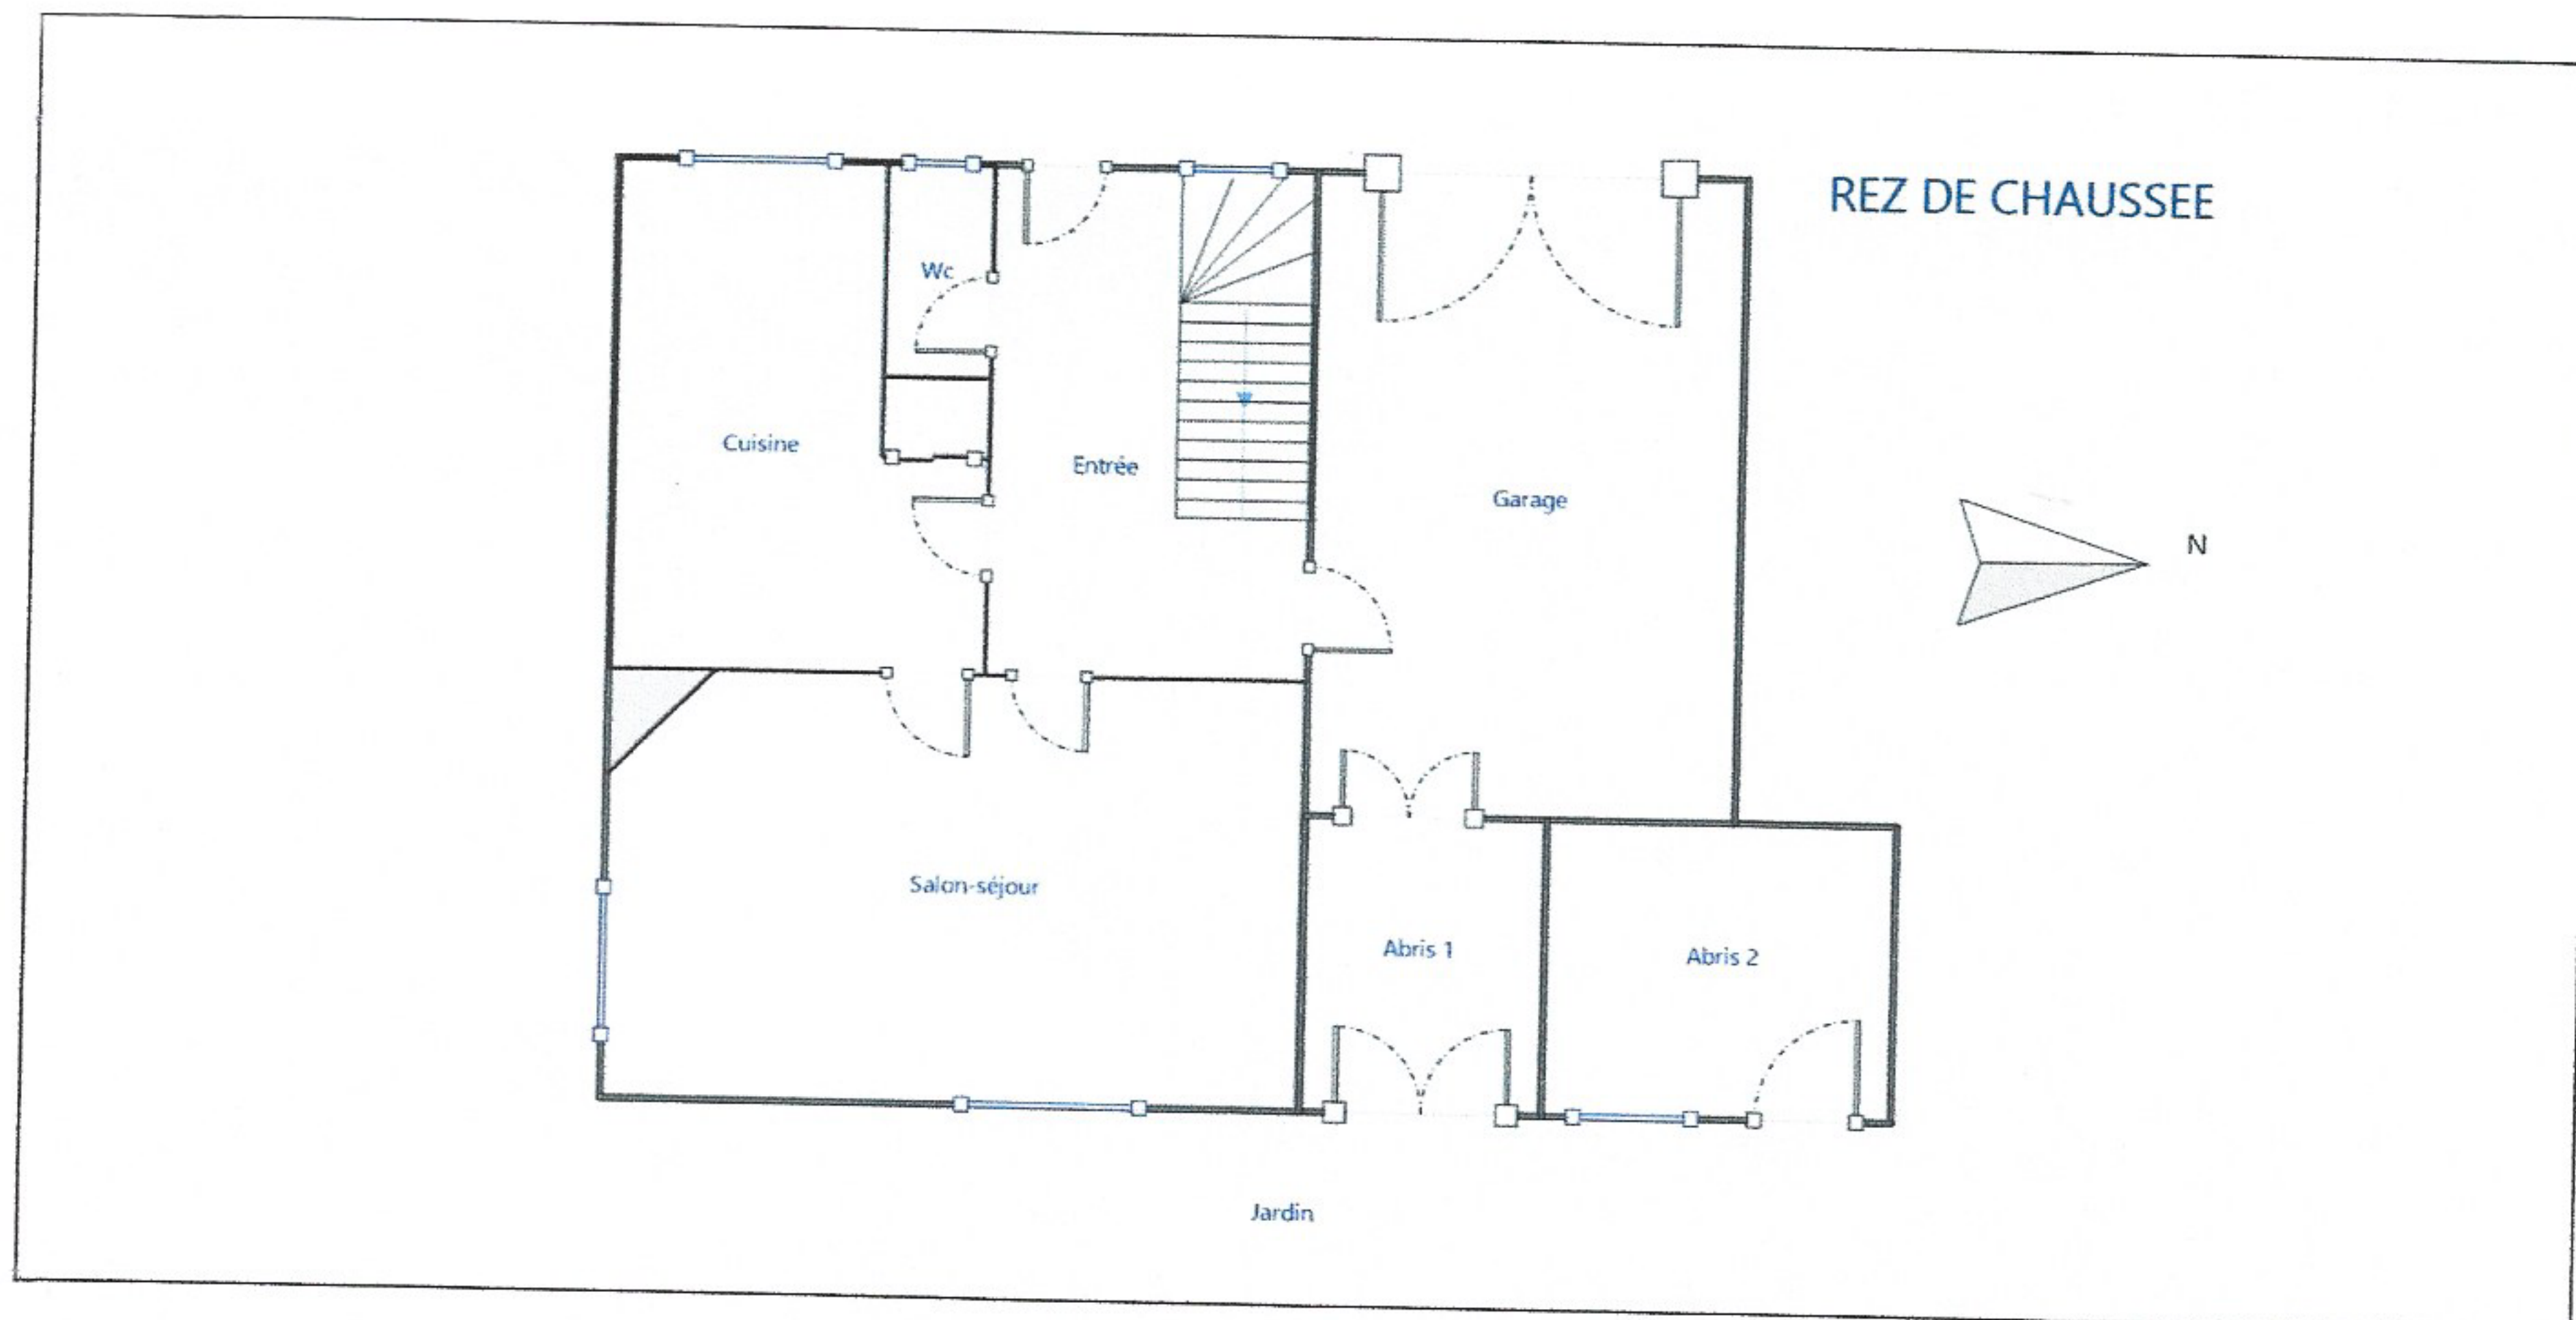 REZ DE CHAUSSEE
Wc
Cuisine
Entrée
Garage
N
Salon-séjour
Abris 1
Abris 2
Jardin